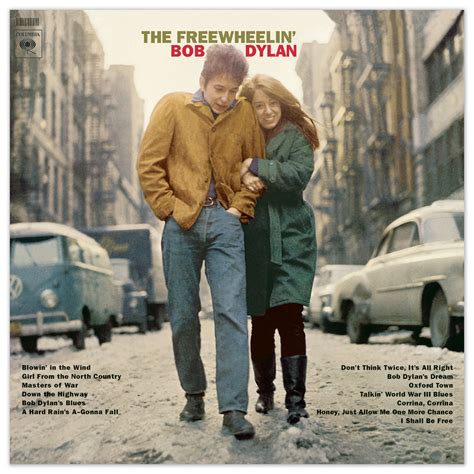 COLUMBIA
THE FREEWHEELIN'
BOB DYLAN
Blowin' in the Wind
Girl From the North Country
Masters of War
Down the Highway
Bob Dylan's Blues
A Hard Rain's A-Gonna Fall,
Don't Think Twice, It's All Right
Bob Dylan's Dream
Oxford Town
Talkin' World War III Blues
Corrina, Corrina
Honey, Just Allow Me One More Chance
I Shall Be Free